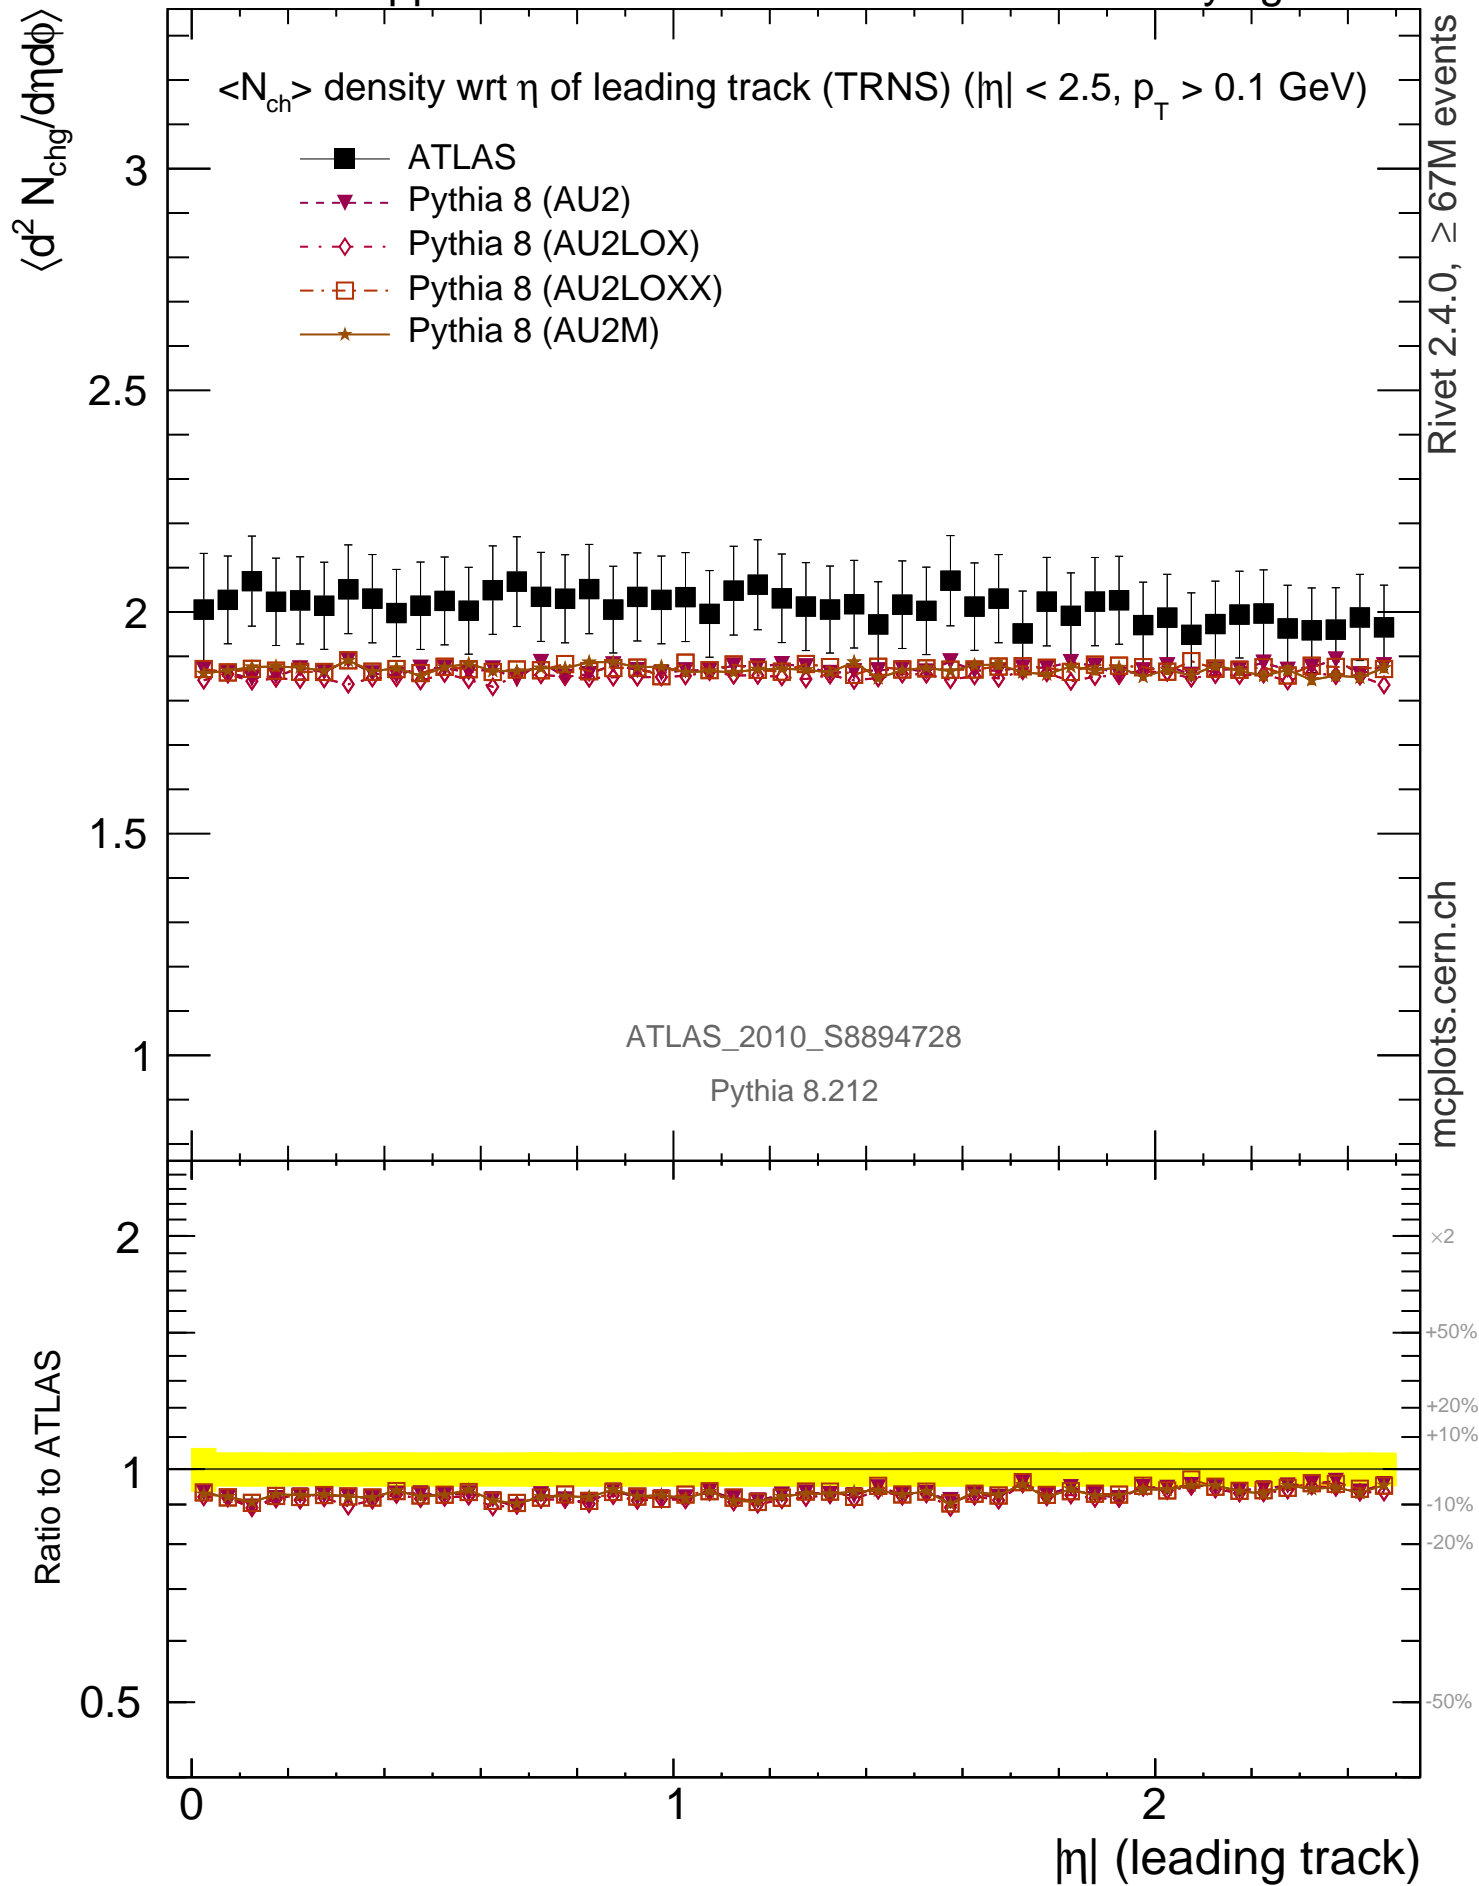 ⟨d² N_chg/dηdφ⟩
<N_ch> density wrt η of leading track (TRNS) (|η| < 2.5, p_T > 0.1 GeV)
ATLAS
Pythia 8 (AU2)
Pythia 8 (AU2LOX)
Pythia 8 (AU2LOXX)
Pythia 8 (AU2M)
3
2.5
2
1.5
1
ATLAS_2010_S8894728
Pythia 8.212
Rivet 2.4.0, ≥ 67M events
mcplots.cern.ch
Ratio to ATLAS
2
1
0.5
×2
+50%
+20%
+10%
-10%
-20%
-50%
0
1
2
|η| (leading track)